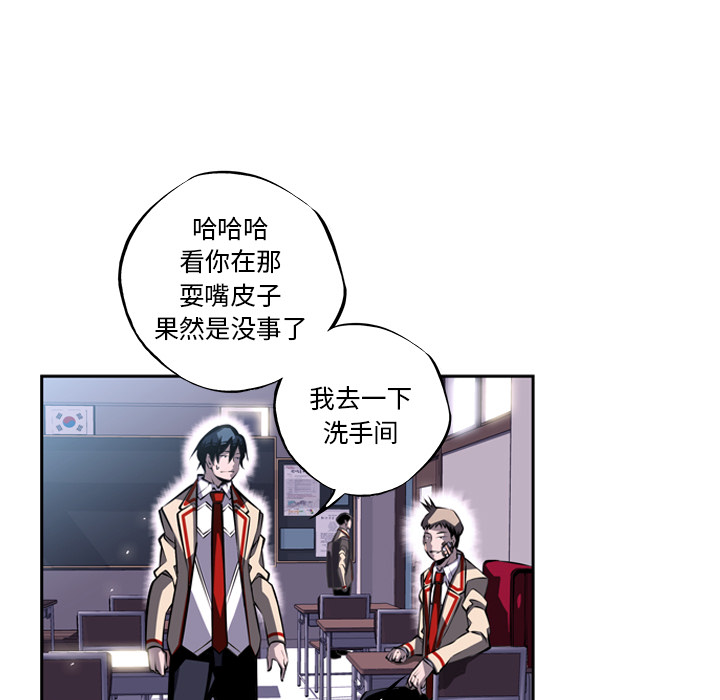 哈哈哈
看你在那
耍嘴皮子
果然是没事了
我去一下
洗手间